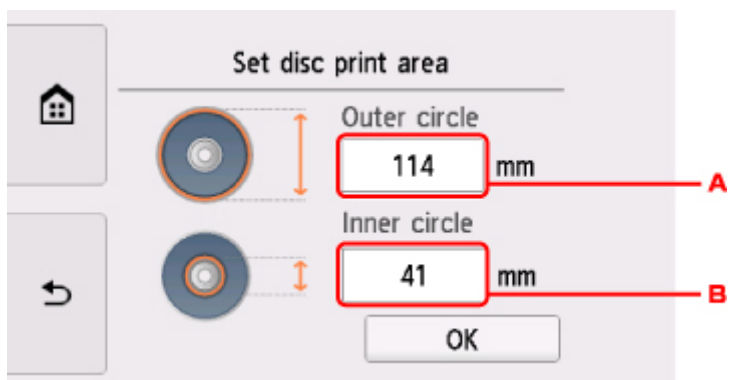 Set disc print area
Outer circle
114 mm
A
Inner circle
41 mm
B
OK